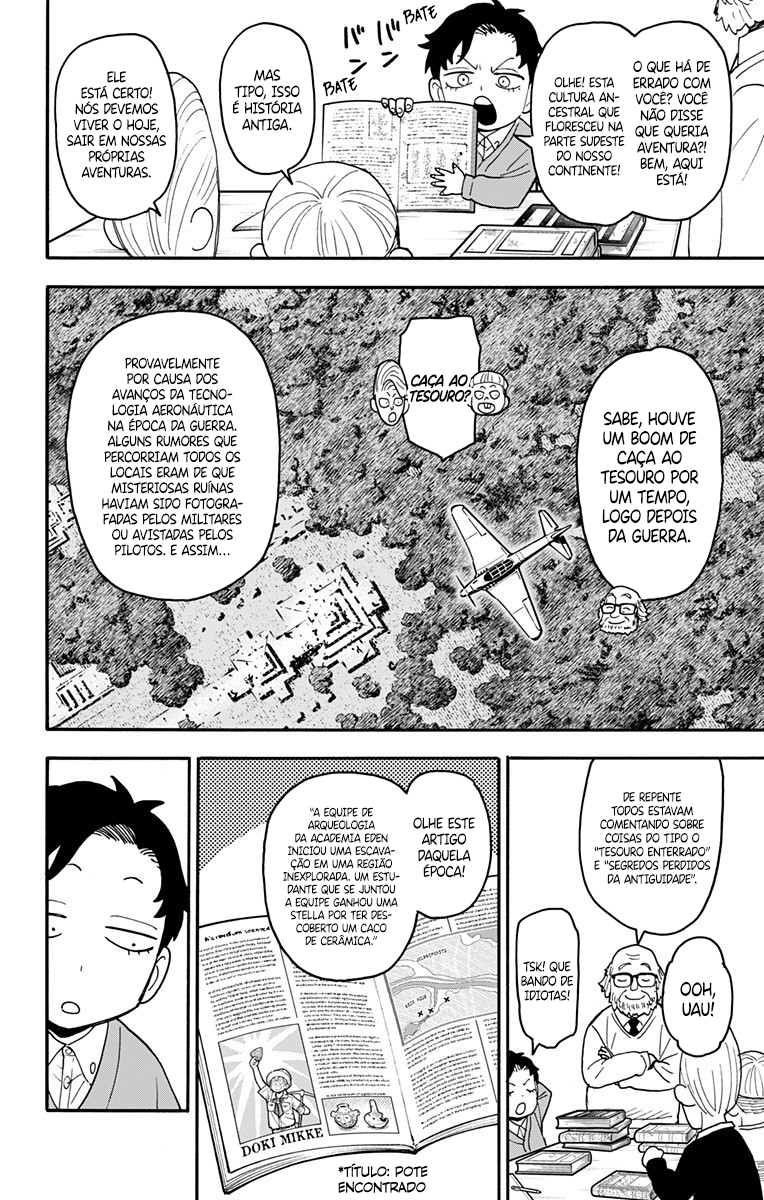 O QUE HÁ DE
ERRADO COM
VOCÊ? VOCÊ
NÃO DISSE
QUE QUERIA
AVENTURA?!
BEM, AQUI
ESTÁ!
OLHE! ESTA
CULTURA AN-
CESTRAL QUE
FLORESCEU NA
PARTE SUDESTE
DO NOSSO
CONTINENTE!
BATE
バン
バン
BATE
MAS
TIPO, ISSO
É HISTÓRIA
ANTIGA.
ELE
ESTÁ CERTO!
NÓS DEVEMOS
VIVER O HOJE,
SAIR EM NOSSAS
PRÓPRIAS
AVENTURAS.
SABE, HOUVE
UM BOOM DE
CAÇA AO
TESOURO POR
UM TEMPO,
LOGO DEPOIS
DA GUERRA.
CAÇA AO
TESOURO?
PROVAVELMENTE
POR CAUSA DOS
AVANÇOS DA TECNO-
LOGIA AERONÁUTICA
NA ÉPOCA DA GUERRA.
ALGUNS RUMORES QUE
PERCORRIAM TODOS OS
LOCAIS ERAM DE QUE
MISTERIOSAS RUÍNAS
HAVIAM SIDO FOTOGRA-
FADAS PELOS MILITARES
OU AVISTADAS PELOS
PILOTOS. E ASSIM...
DE REPENTE
TODOS ESTAVAM
COMENTANDO SOBRE
COISAS DO TIPO O
"TESOURO ENTERRADO"
E "SEGREDOS PERDIDOS
DA ANTIGUIDADE".
OOH,
UAU!
TSK! QUE
BANDO DE
IDIOTAS!
OLHE ESTE
ARTIGO
DAQUELA
ÉPOCA!
"A EQUIPE DE
ARQUEOLOGIA
DA ACADEMIA EDEN
INICIOU UMA ESCAVA-
ÇÃO EM UMA REGIÃO
INEXPLORADA. UM ESTU-
DANTE QUE SE JUNTOU
A EQUIPE GANHOU UMA
STELLA POR TER DES-
COBERTO UM CACO
DE CERÂMICA."
DOKI MIKKE
*TÍTULO: POTE
ENCONTRADO